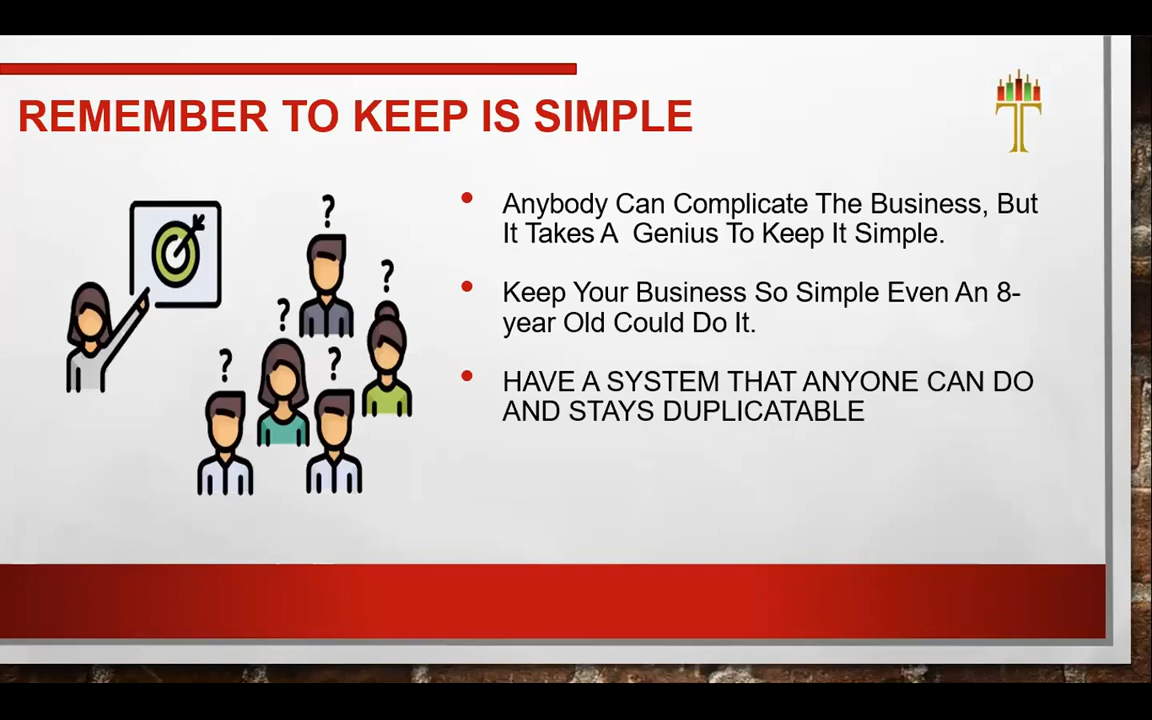 REMEMBER TO KEEP IS SIMPLE
? ? ? ? ?
Anybody Can Complicate The Business, But
It Takes A  Genius To Keep It Simple.
Keep Your Business So Simple Even An 8-
year Old Could Do It.
HAVE A SYSTEM THAT ANYONE CAN DO
AND STAYS DUPLICATABLE